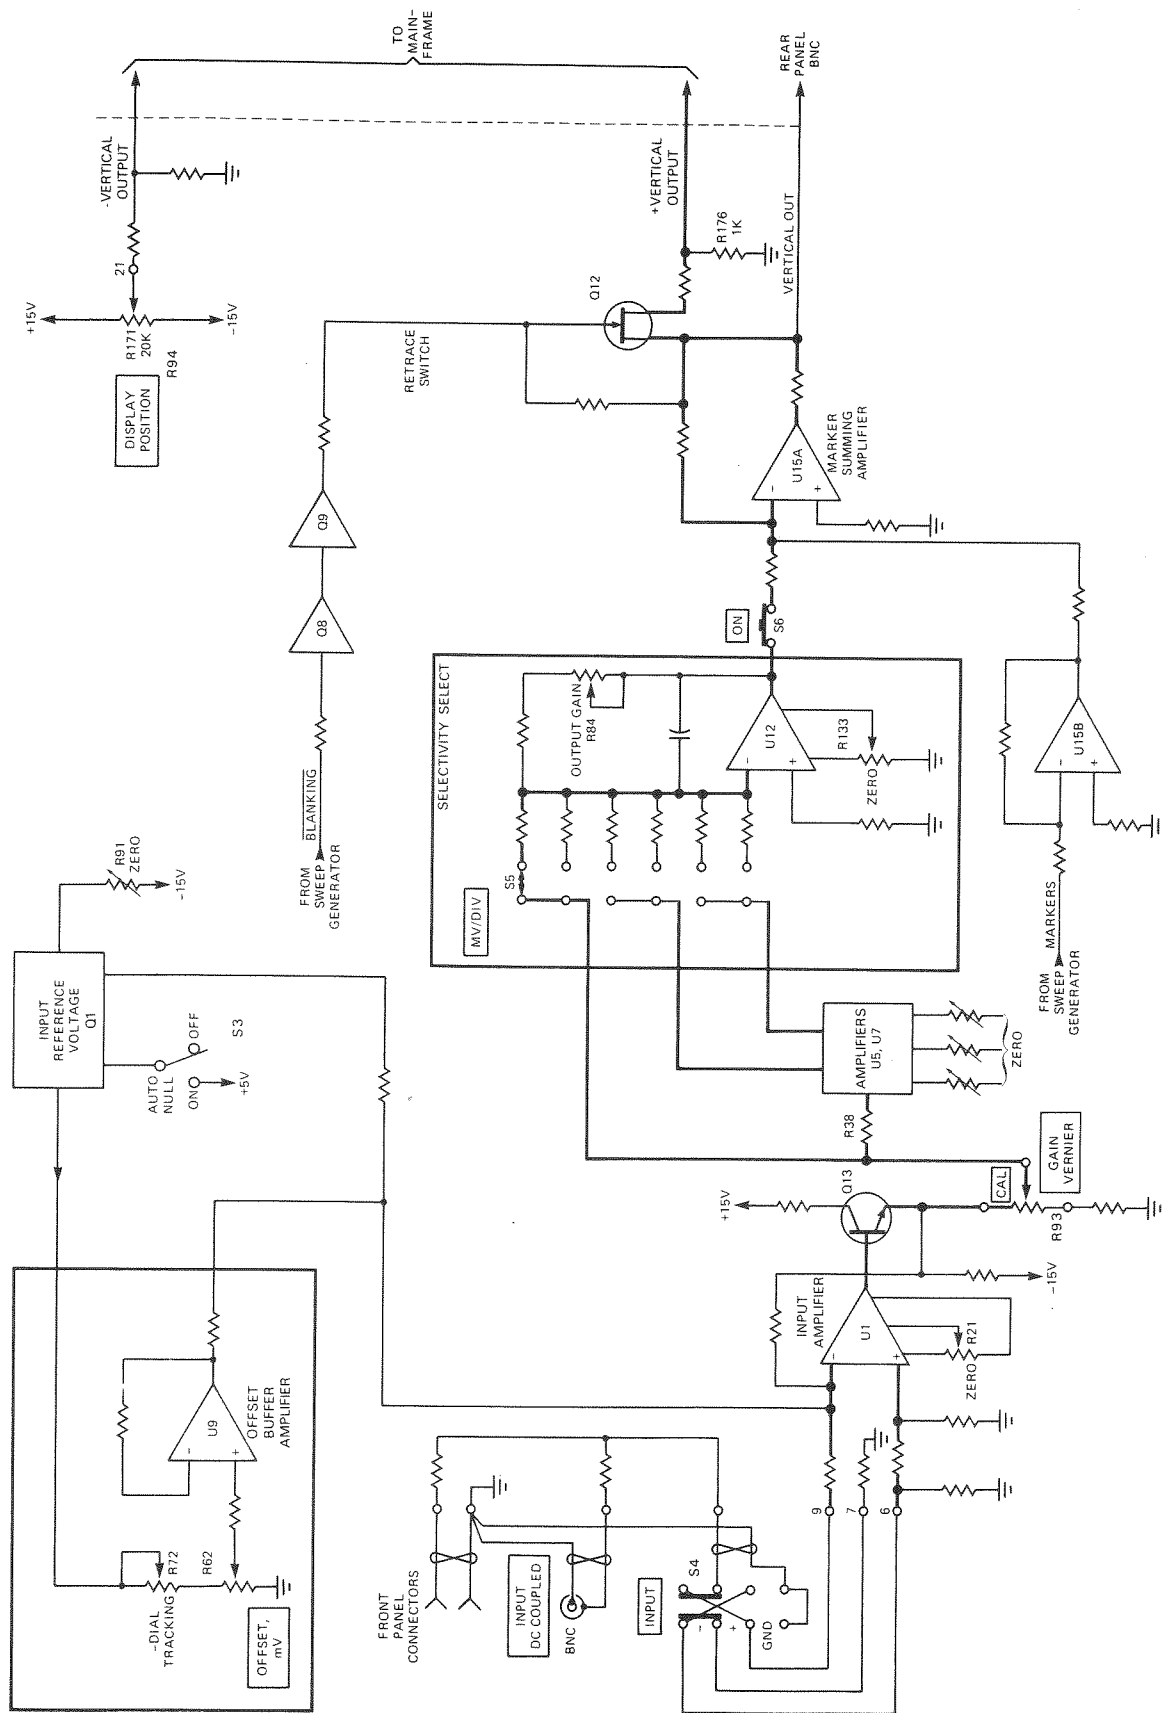 TO
MAIN-
FRAME
REAR
PANEL
BNC
-VERTICAL
OUTPUT
+VERTICAL
OUTPUT
R176
1K
VERTICAL OUT
21
+15V
-15V
R171
20K
R94
DISPLAY
POSITION
Q12
RETRACE
SWITCH
Q9
Q8
BLANKING
FROM
SWEEP
GENERATOR
U15A
-
+
MARKER
SUMMING
AMPLIFIER
ON
S6
SELECTIVITY SELECT
OUTPUT GAIN
R84
U12
-
+
R133
ZERO
S5
MV/DIV
U15B
-
+
MARKERS
FROM
SWEEP
GENERATOR
R91
ZERO
-15V
INPUT
REFERENCE
VOLTAGE
Q1
AUTO
NULL
OFF
ON
S3
+5V
AMPLIFIERS
U5, U7
ZERO
R38
GAIN
VERNIER
CAL
R93
+15V
Q13
-15V
INPUT
AMPLIFIER
U1
-
+
R21
ZERO
OFFSET
BUFFER
AMPLIFIER
U9
-
+
R72
R62
-DIAL
TRACKING
OFFSET,
mV
FRONT
PANEL
CONNECTORS
INPUT
DC COUPLED
BNC
INPUT
S4
-
+
GND
9
7
6